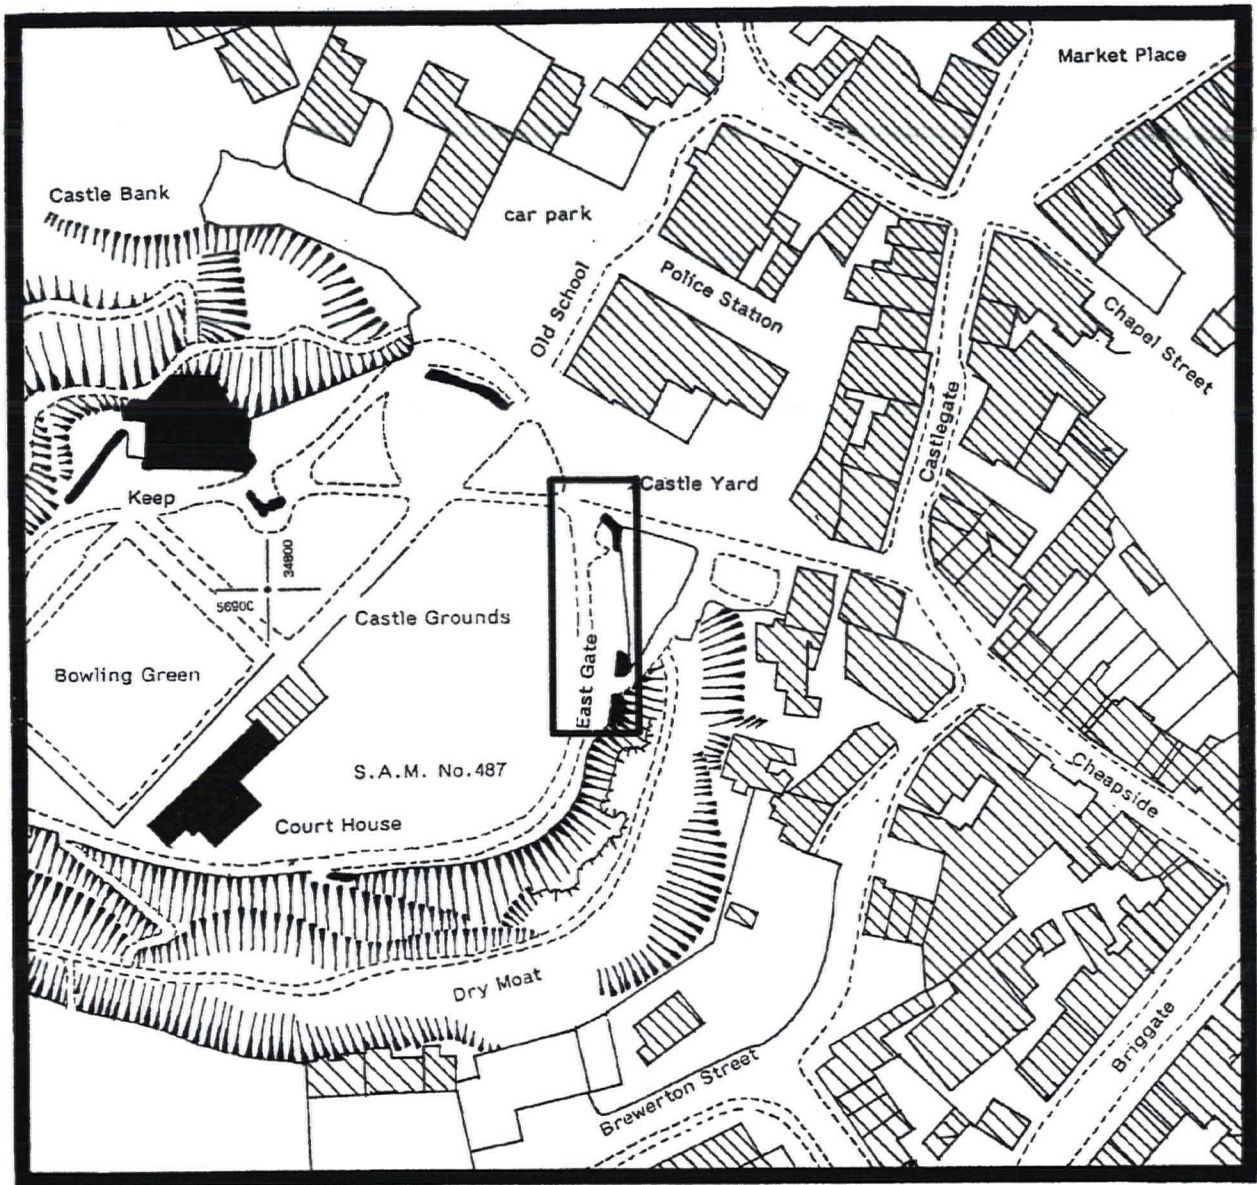 Market Place
Castle Bank
car park
Old School
Police Station
Chapel Street
Castlegate
Castle Yard
Keep
34800
5690C
Castle Grounds
Bowling Green
East Gate
S.A.M. No.487
Court House
Cheapside
Dry Moat
Briggate
Brewerton Street